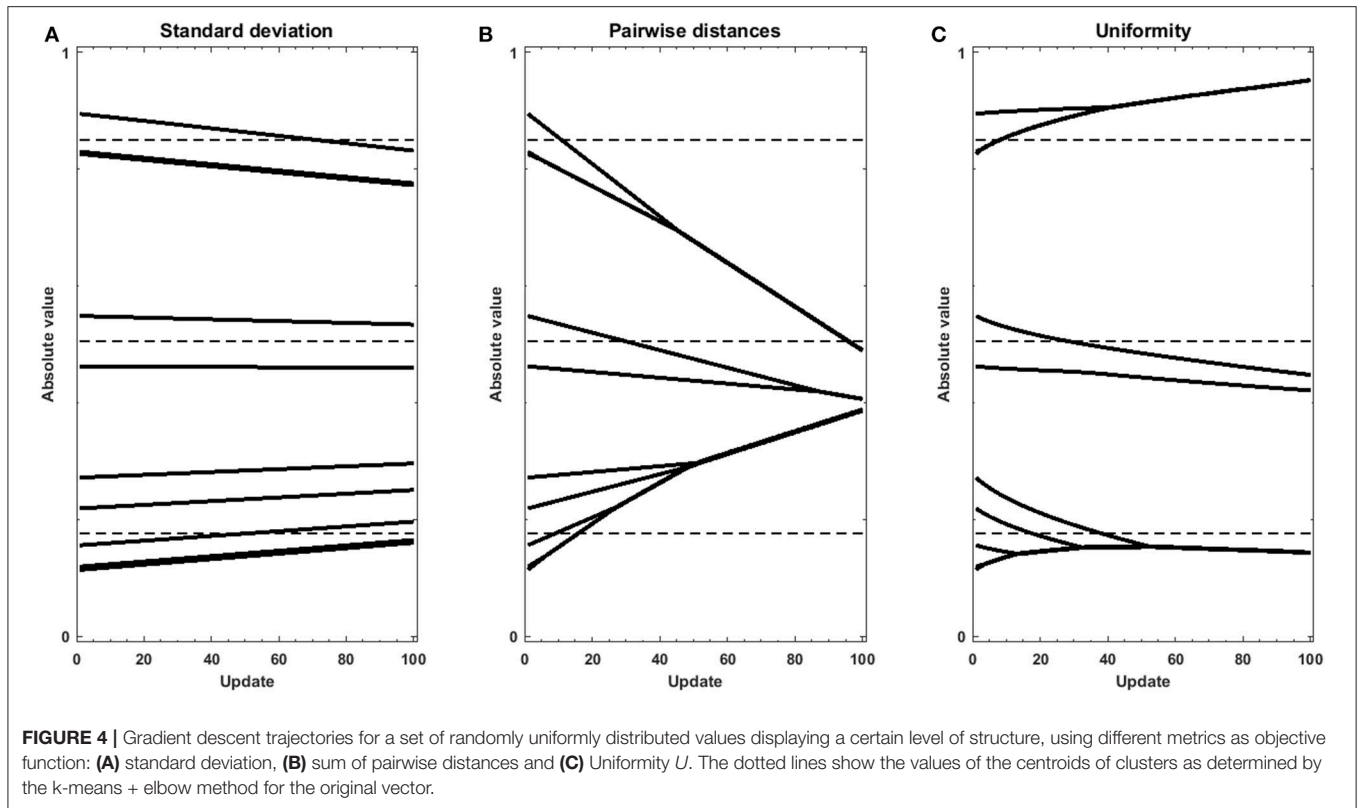 A
Standard deviation
1
Absolute value
0
0 20 40 60 80 100
Update
B
Pairwise distances
1
Absolute value
0
0 20 40 60 80 100
Update
C
Uniformity
1
Absolute value
0
0 20 40 60 80 100
Update
FIGURE 4 | Gradient descent trajectories for a set of randomly uniformly distributed values displaying a certain level of structure, using different metrics as objective
function: (A) standard deviation, (B) sum of pairwise distances and (C) Uniformity U. The dotted lines show the values of the centroids of clusters as determined by
the k-means + elbow method for the original vector.